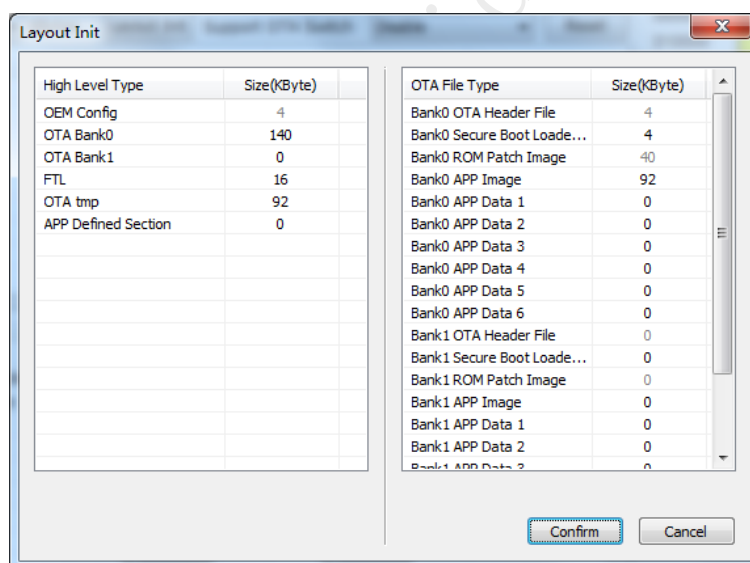 Layout Init
High Level Type Size(KByte)
OEM Config 4
OTA Bank0 140
OTA Bank1 0
FTL 16
OTA tmp 92
APP Defined Section 0
OTA File Type Size(KByte)
Bank0 OTA Header File 4
Bank0 Secure Boot Loade... 4
Bank0 ROM Patch Image 40
Bank0 APP Image 92
Bank0 APP Data 1 0
Bank0 APP Data 2 0
Bank0 APP Data 3 0
Bank0 APP Data 4 0
Bank0 APP Data 5 0
Bank0 APP Data 6 0
Bank1 OTA Header File 0
Bank1 Secure Boot Loade... 0
Bank1 ROM Patch Image 0
Bank1 APP Image 0
Bank1 APP Data 1 0
Bank1 APP Data 2 0
Bank1 APP Data 3 0
Confirm Cancel